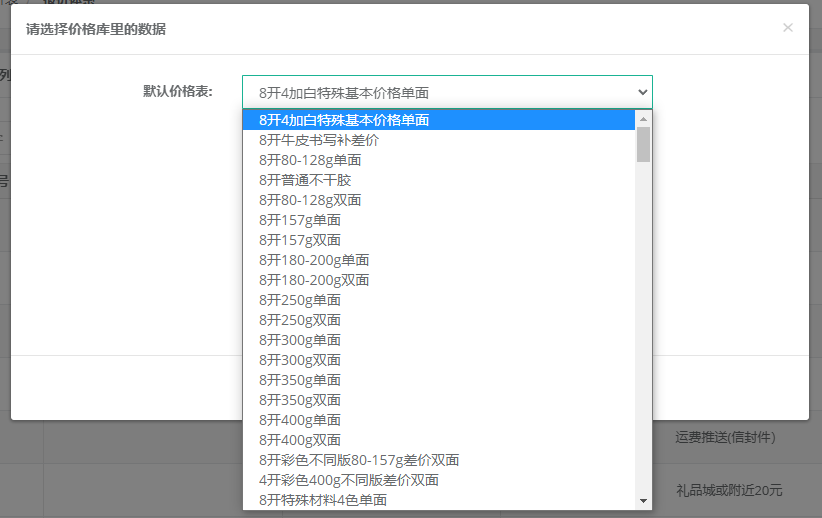 请选择价格库里的数据
×
默认价格表:
8开4加白特殊基本价格单面
8开4加白特殊基本价格单面
8开牛皮书写补差价
8开80-128g单面
8开普通不干胶
8开80-128g双面
8开157g单面
8开157g双面
8开180-200g单面
8开180-200g双面
8开250g单面
8开250g双面
8开300g单面
8开300g双面
8开350g单面
8开350g双面
8开400g单面
8开400g双面
8开彩色不同版80-157g差价双面
4开彩色400g不同版差价双面
8开特殊材料4色单面
运费推送(信封件)
礼品城或附近20元
列
号